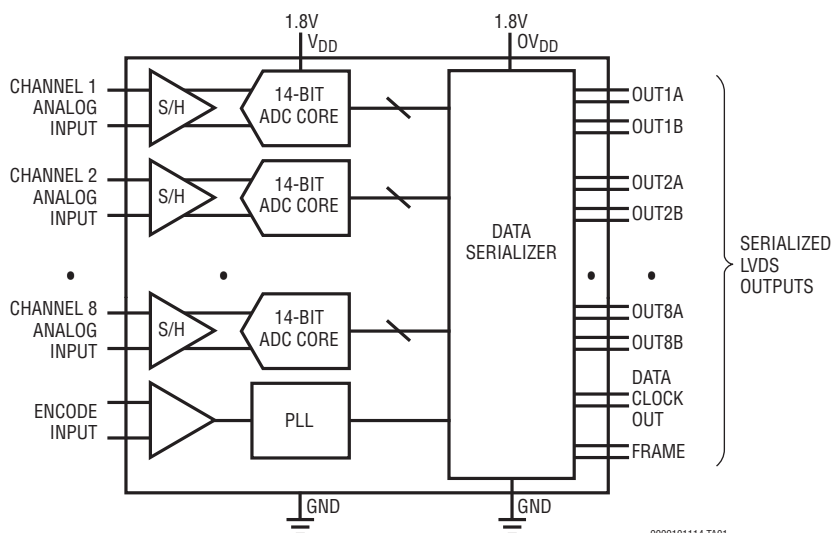 1.8V
1.8V
VDD
OVDD
CHANNEL 1
ANALOG
INPUT
S/H
14-BIT
ADC CORE
OUT1A
OUT1B
CHANNEL 2
ANALOG
INPUT
S/H
14-BIT
ADC CORE
OUT2A
OUT2B
DATA
SERIALIZER
SERIALIZED
LVDS
OUTPUTS
CHANNEL 8
ANALOG
INPUT
S/H
14-BIT
ADC CORE
OUT8A
OUT8B
ENCODE
INPUT
PLL
DATA
CLOCK
OUT
FRAME
GND
GND